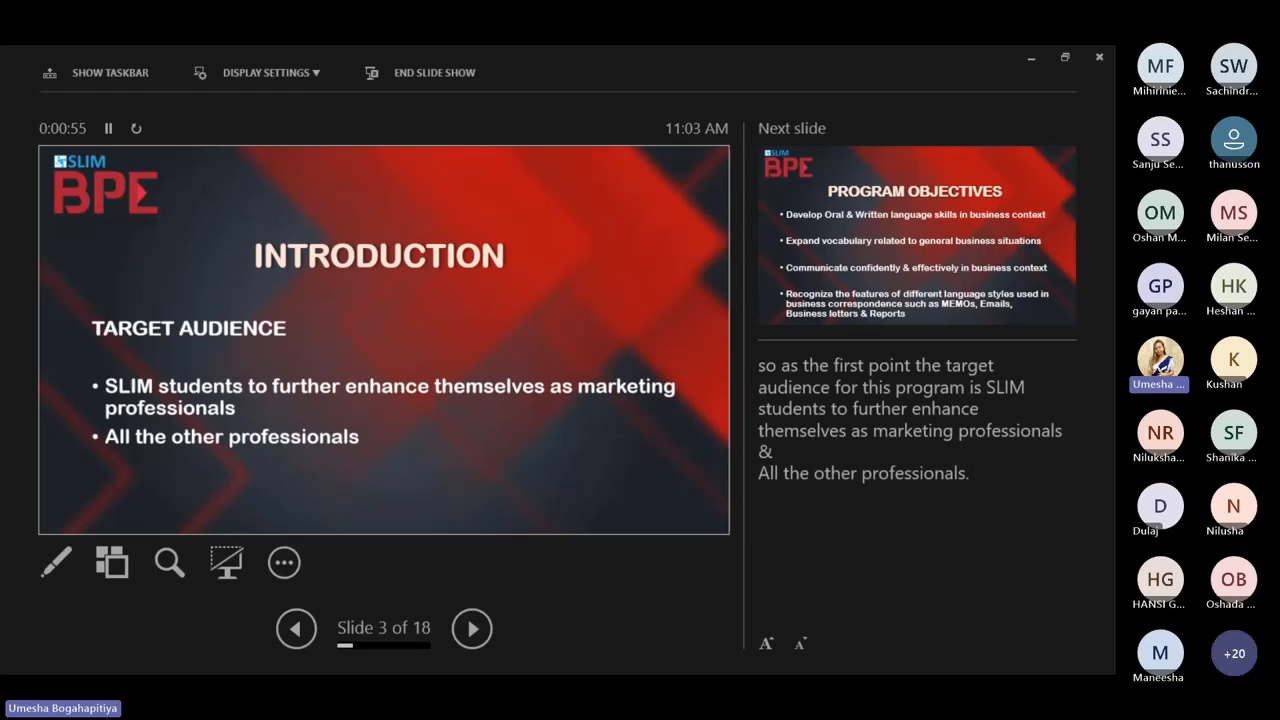 SHOW TASKBAR
DISPLAY SETTINGS ▼
END SLIDE SHOW
0:00:55
11:03 AM
SLIM
BPE
INTRODUCTION
TARGET AUDIENCE
• SLIM students to further enhance themselves as marketing
professionals
• All the other professionals
Slide 3 of 18
Next slide
SLIM
BPE
PROGRAM OBJECTIVES
• Develop Oral & Written language skills in business context
• Expand vocabulary related to general business situations
• Communicate confidently & effectively in business context
• Recognize the features of different language styles used in
business correspondence such as MEMOs, Emails,
Business letters & Reports
so as the first point the target
audience for this program is SLIM
students to further enhance
themselves as marketing professionals
&
All the other professionals.
A A
MF
Mihirinie...
SW
Sachindr...
SS
Sanju Se...
thanusson
OM
Oshan M...
MS
Milan Se...
GP
gayan pa...
HK
Heshan ...
Umesha ...
K
Kushan
NR
Niluksha...
SF
Shanika ...
D
Dulaj
N
Nilusha
HG
HANSI G...
OB
Oshada ...
M
Maneesha
+20
Umesha Bogahapitiya